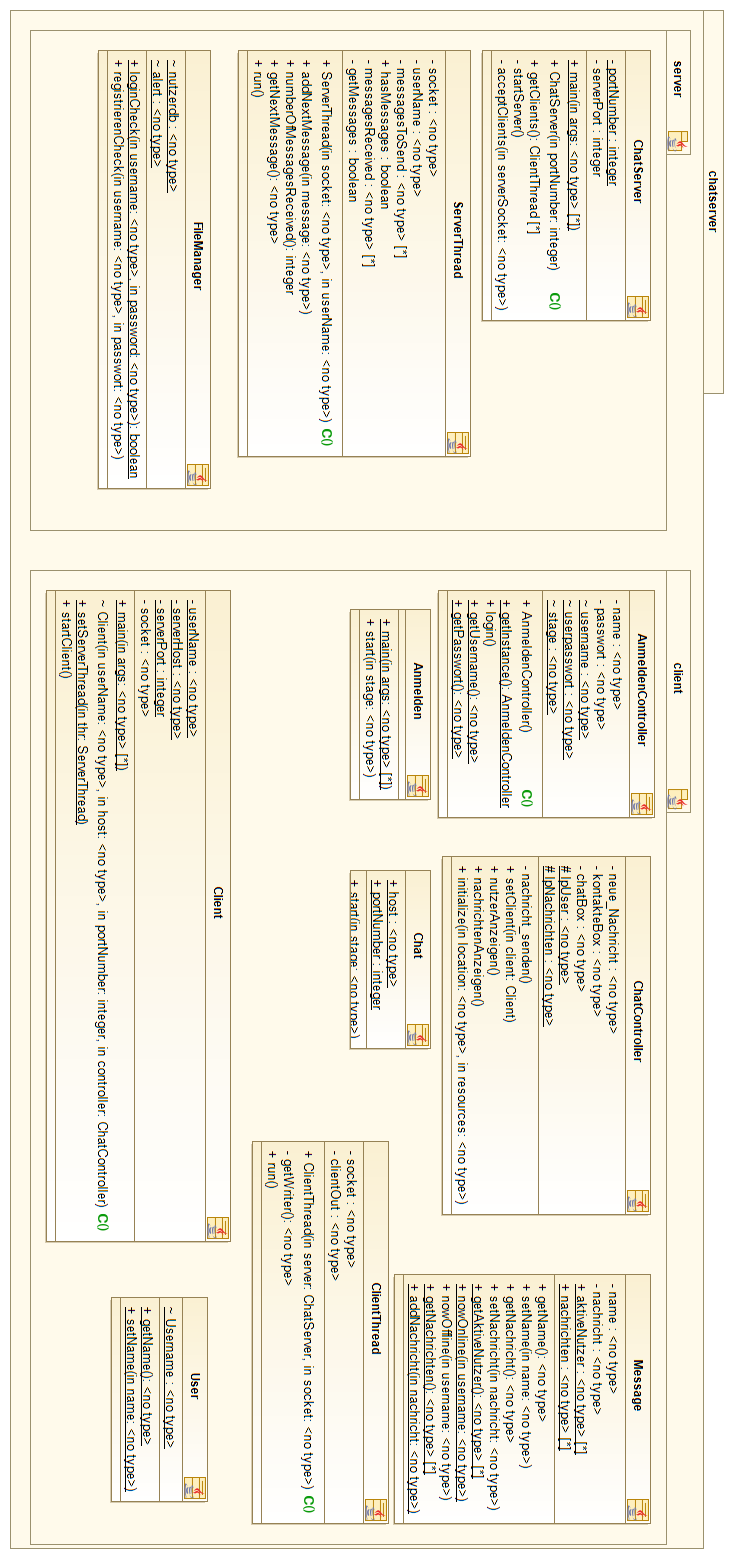 chatserver
server
ChatServer
- portNumber : integer
- serverPort : integer
+ main(in args: <no type> [*])
+ ChatServer(in portNumber: integer) C()
+ getClients(): ClientThread [*]
- startServer()
- acceptClients(in serverSocket: <no type>)
ServerThread
- socket : <no type>
- userName : <no type>
- messagesToSend : <no type> [*]
+ hasMessages : boolean
- messagesReceived : <no type> [*]
- getMessages : boolean
+ ServerThread(in socket: <no type>, in userName: <no type>) C()
+ addNextMessage(in message: <no type>)
+ numberOfMessagesReceived(): integer
+ getNextMessage(): <no type>
+ run()
FileManager
~ nutzerdb : <no type>
~ alert : <no type>
+ loginCheck(in username: <no type>, in password: <no type>): boolean
+ registrierenCheck(in username: <no type>, in passwort: <no type>)
client
AnmeldenController
- name : <no type>
- passwort : <no type>
~ username : <no type>
~ userpasswort : <no type>
~ stage : <no type>
+ AnmeldenController() C()
+ getInstance(): AnmeldenController
+ login()
+ getUsername(): <no type>
+ getPasswort(): <no type>
Anmelden
+ main(in args: <no type> [*])
+ start(in stage: <no type>)
ChatController
- neue_Nachricht : <no type>
- kontakteBox : <no type>
- chatBox : <no type>
# lpUser : <no type>
# lpNachrichten : <no type>
- nachricht_senden()
+ setClient(in client: Client)
+ nutzerAnzeigen()
+ nachrichtenAnzeigen()
+ initialize(in location: <no type>, in resources: <no type>)
Chat
+ host : <no type>
+ portNumber : integer
+ start(in stage: <no type>)
Message
- name : <no type>
- nachricht : <no type>
+ aktiveNutzer : <no type> [*]
+ nachrichten : <no type> [*]
+ getName(): <no type>
+ setName(in name: <no type>)
+ getNachricht(): <no type>
+ setNachricht(in nachricht: <no type>)
+ getAktiveNutzer(): <no type> [*]
+ nowOnline(in username: <no type>)
+ nowOffline(in username: <no type>)
+ getNachrichten(): <no type> [*]
+ addNachricht(in nachricht: <no type>)
ClientThread
- socket : <no type>
- clientOut : <no type>
+ ClientThread(in server: ChatServer, in socket: <no type>) C()
- getWriter(): <no type>
+ run()
Client
- userName : <no type>
- serverHost : <no type>
- serverPort : integer
- socket : <no type>
+ main(in args: <no type> [*])
~ Client(in userName: <no type>, in host: <no type>, in portNumber: integer, in controller: ChatController) C()
+ setServerThread(in thr: ServerThread)
+ startClient()
User
~ Username : <no type>
+ getName(): <no type>
+ setName(in name: <no type>)